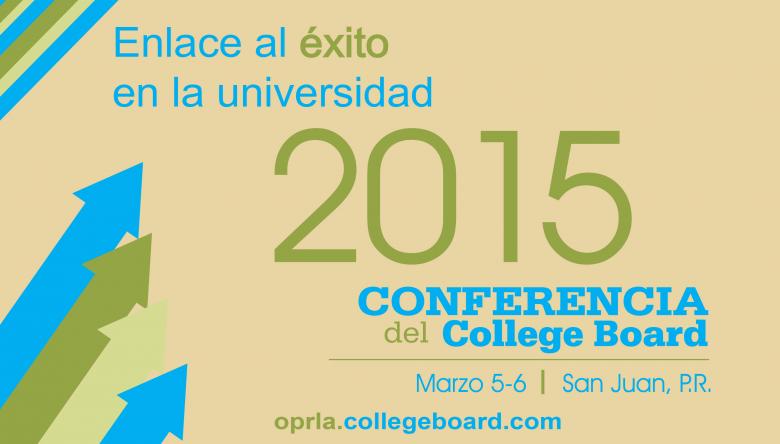 Enlace al éxito
en la universidad
2015
CONFERENCIA
del College Board
Marzo 5-6 | San Juan, P.R.
oprla.collegeboard.com